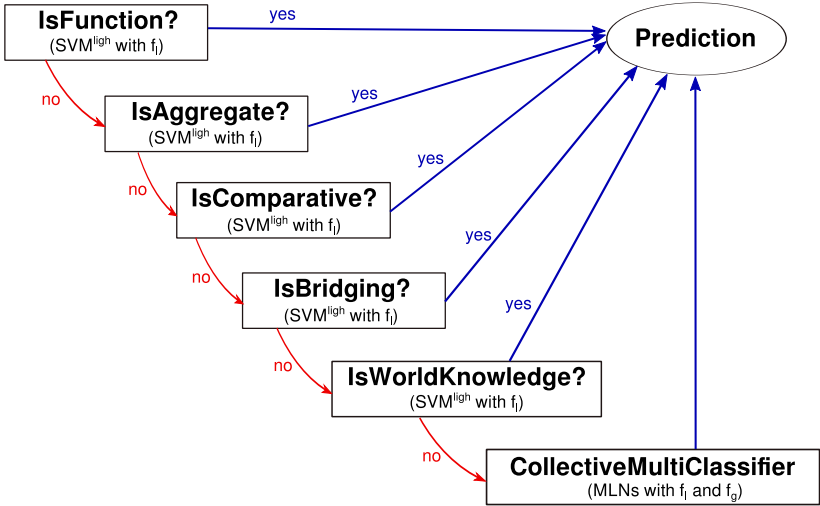 IsFunction?
(SVMˡⁱᵍʰ with fₗ)
yes
Prediction
no
IsAggregate?
(SVMˡⁱᵍʰ with fₗ)
yes
no
IsComparative?
(SVMˡⁱᵍʰ with fₗ)
yes
no
IsBridging?
(SVMˡⁱᵍʰ with fₗ)
yes
no
IsWorldKnowledge?
(SVMˡⁱᵍʰ with fₗ)
yes
no
CollectiveMultiClassifier
(MLNs with fₗ and f_g)